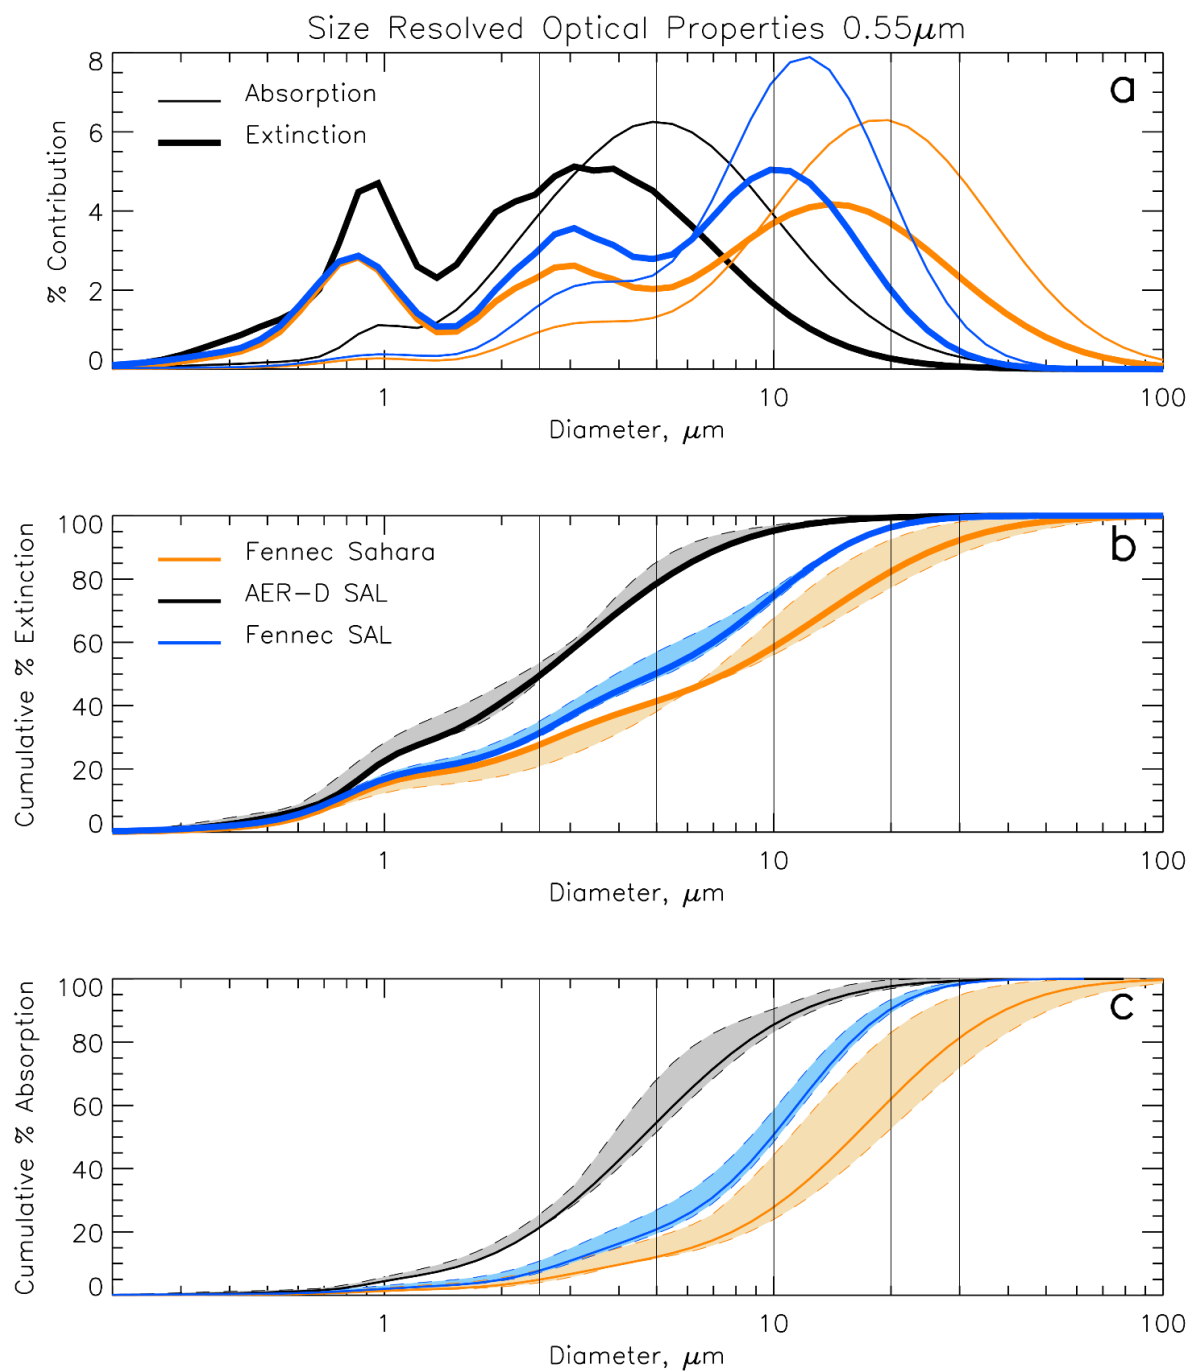 Size Resolved Optical Properties 0.55μm
8
6
4
2
0
% Contribution
Absorption
Extinction
a
1
10
100
Diameter, μm
100
80
60
40
20
0
Cumulative % Extinction
Fennec Sahara
AER-D SAL
Fennec SAL
b
1
10
100
Diameter, μm
100
80
60
40
20
0
Cumulative % Absorption
c
1
10
100
Diameter, μm